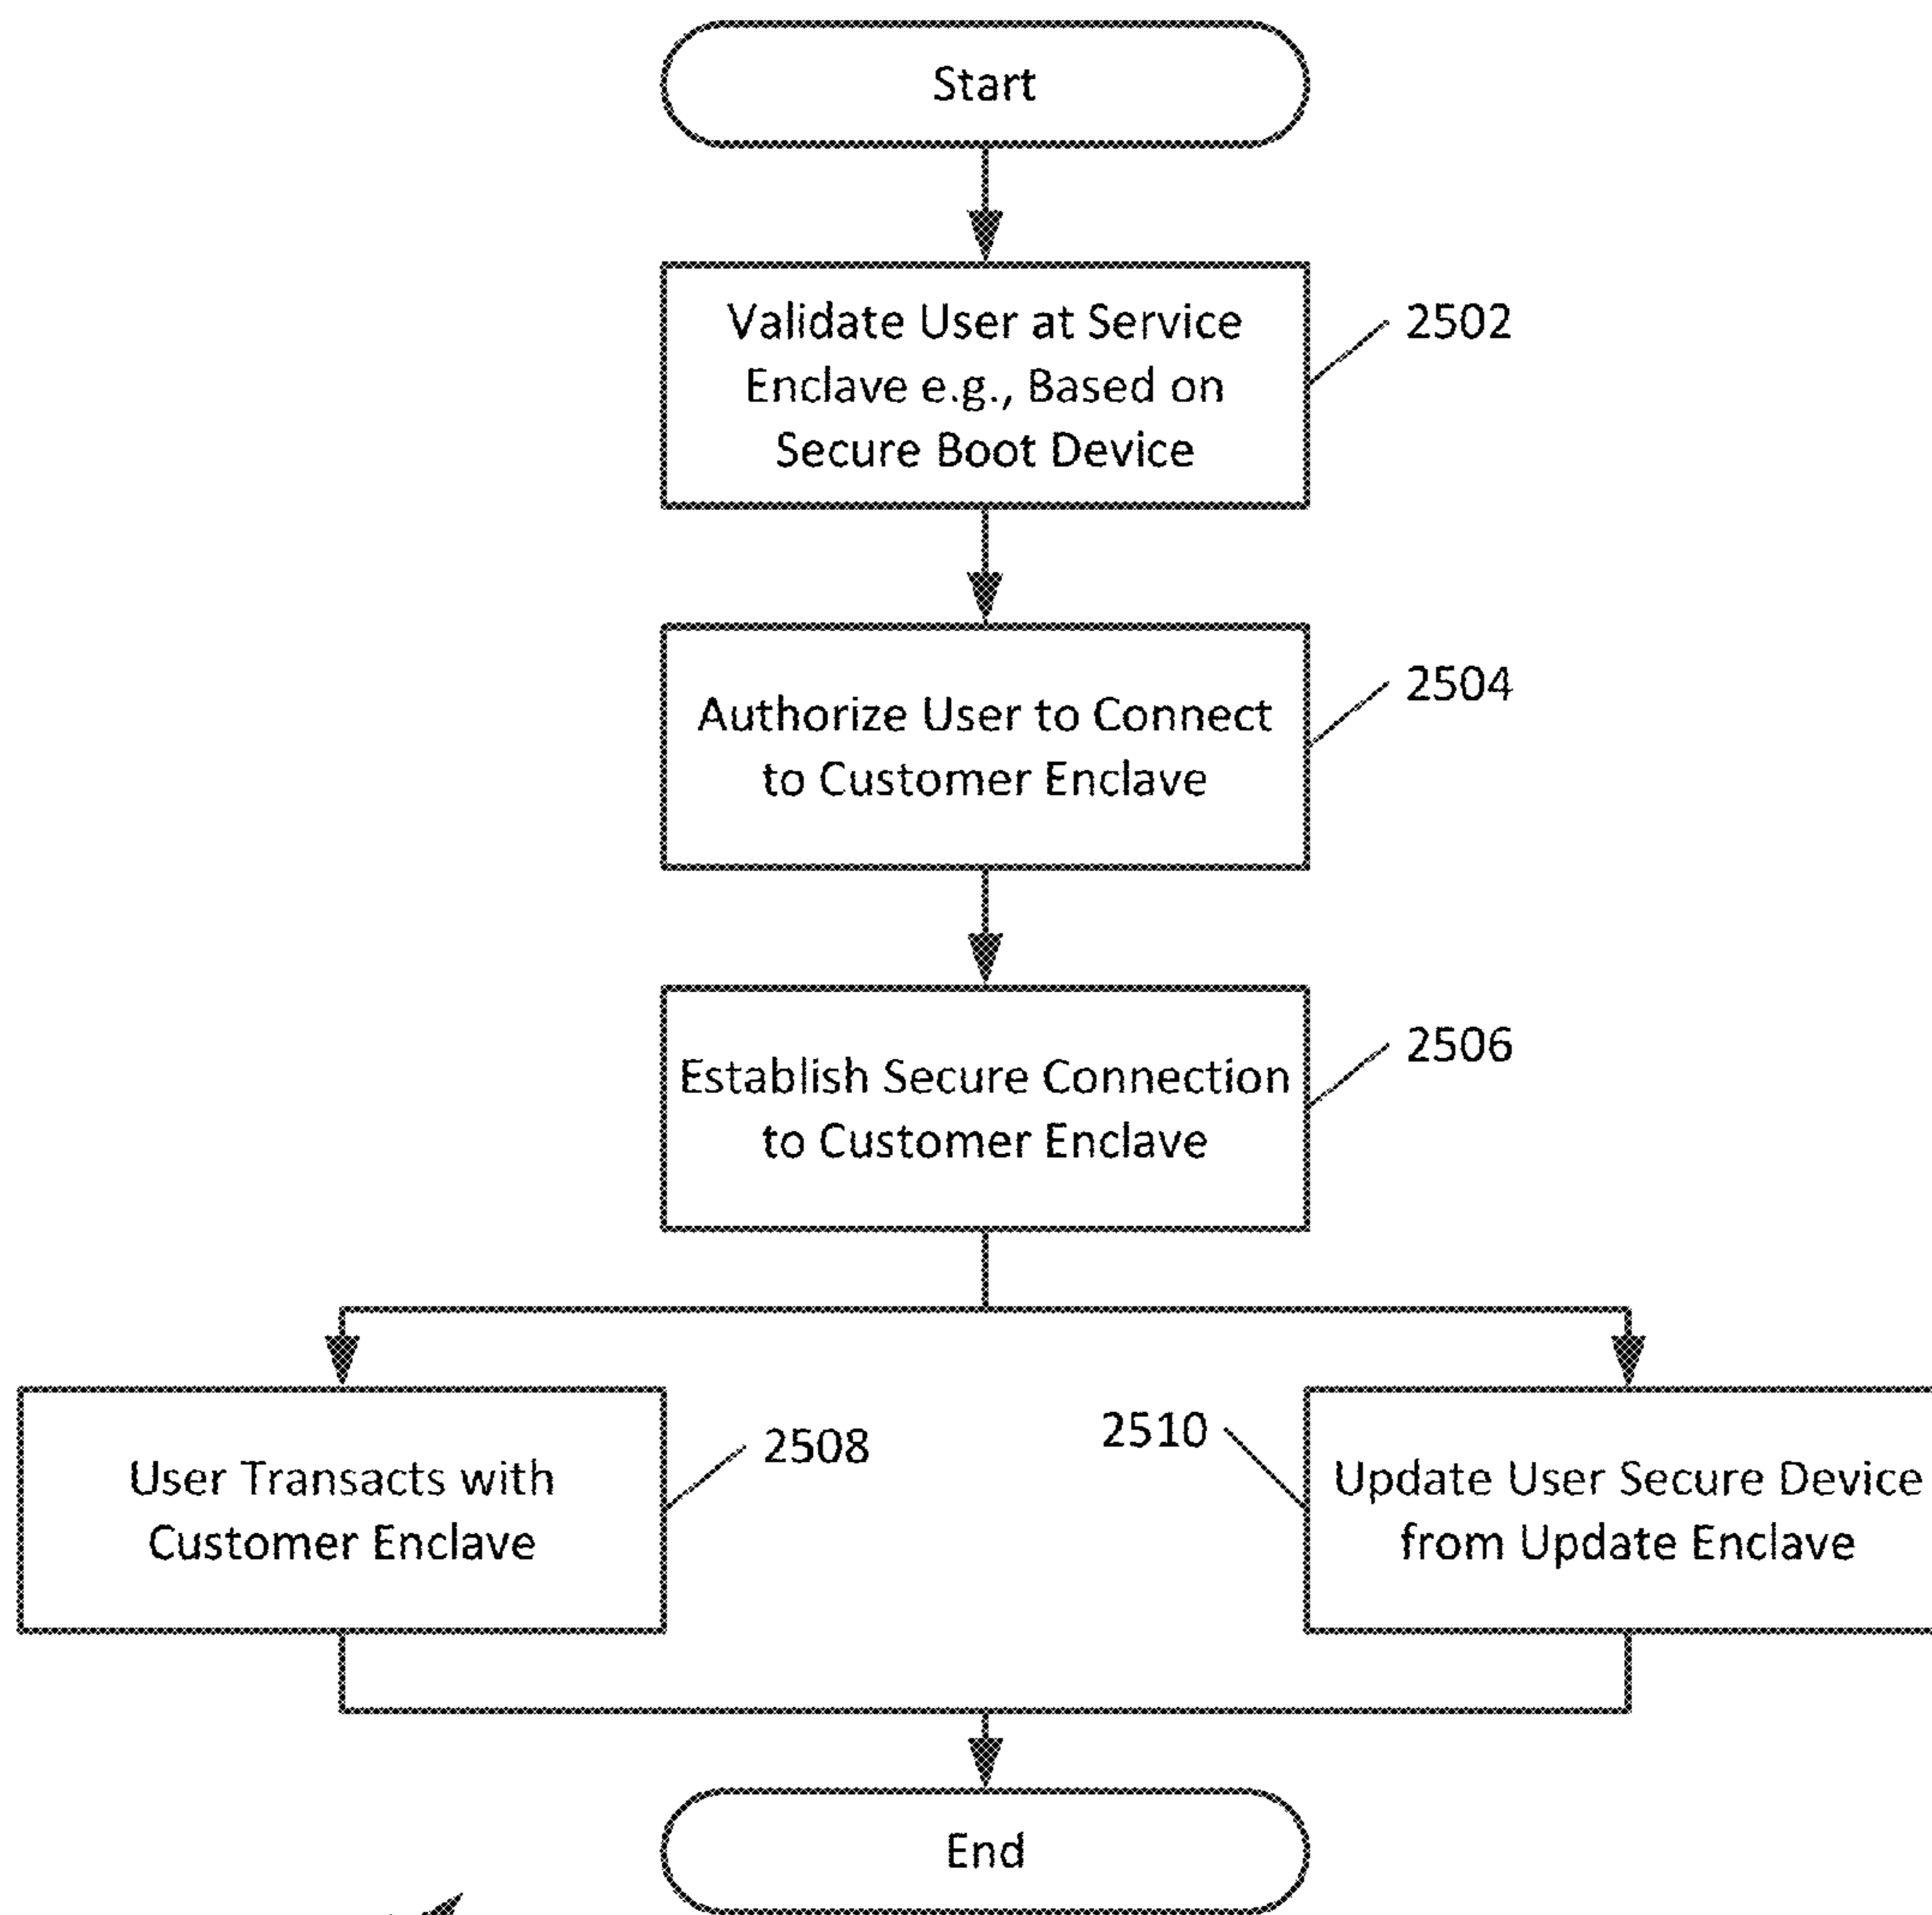 Start
Validate User at Service
Enclave e.g., Based on
Secure Boot Device
2502
Authorize User to Connect
to Customer Enclave
2504
Establish Secure Connection
to Customer Enclave
2506
User Transacts with
Customer Enclave
2508
2510
Update User Secure Device
from Update Enclave
End